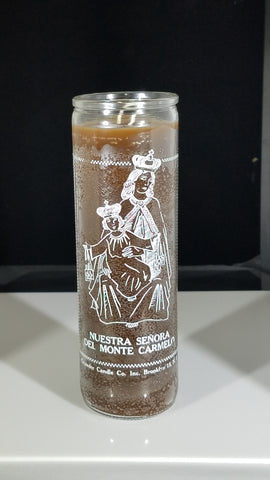 NUESTRA SEÑORA
DEL MONTE CARMELO
Candle Co. Inc. Brooklyn